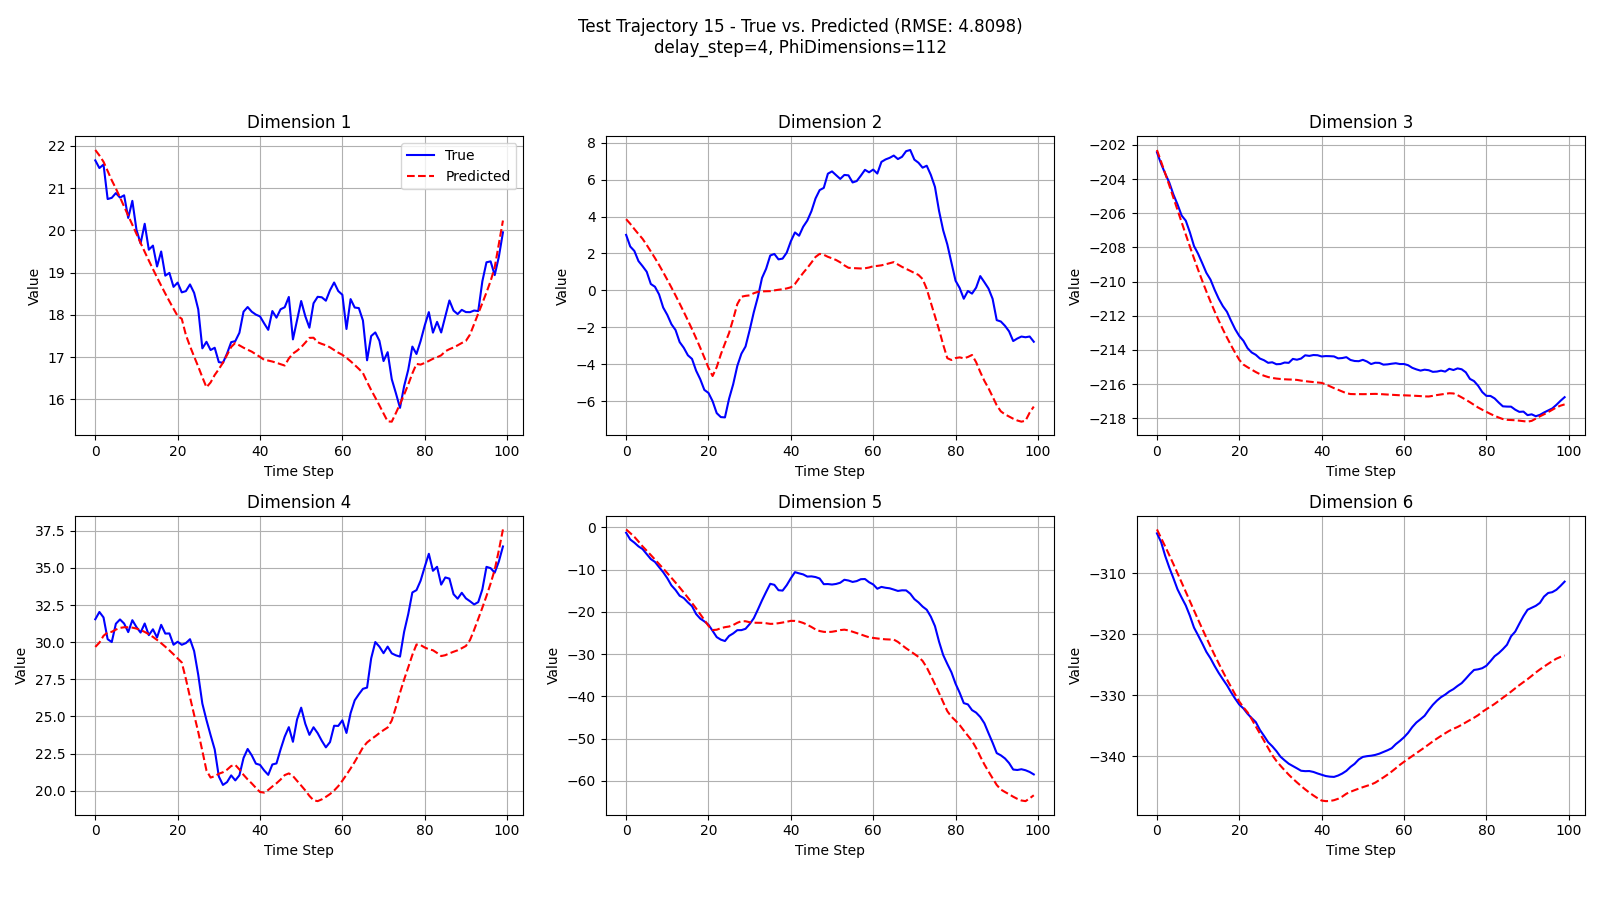 Test Trajectory 15 - True vs. Predicted (RMSE: 4.8098)
delay_step=4, PhiDimensions=112
Dimension 1
22
21
20
19
18
17
16
0 20 40 60 80 100
Value
Time Step
True
Predicted
Dimension 2
8
6
4
2
0
−2
−4
−6
0 20 40 60 80 100
Value
Time Step
Dimension 3
−202
−204
−206
−208
−210
−212
−214
−216
−218
0 20 40 60 80 100
Value
Time Step
Dimension 4
37.5
35.0
32.5
30.0
27.5
25.0
22.5
20.0
0 20 40 60 80 100
Value
Time Step
Dimension 5
0
−10
−20
−30
−40
−50
−60
0 20 40 60 80 100
Value
Time Step
Dimension 6
−310
−320
−330
−340
0 20 40 60 80 100
Value
Time Step